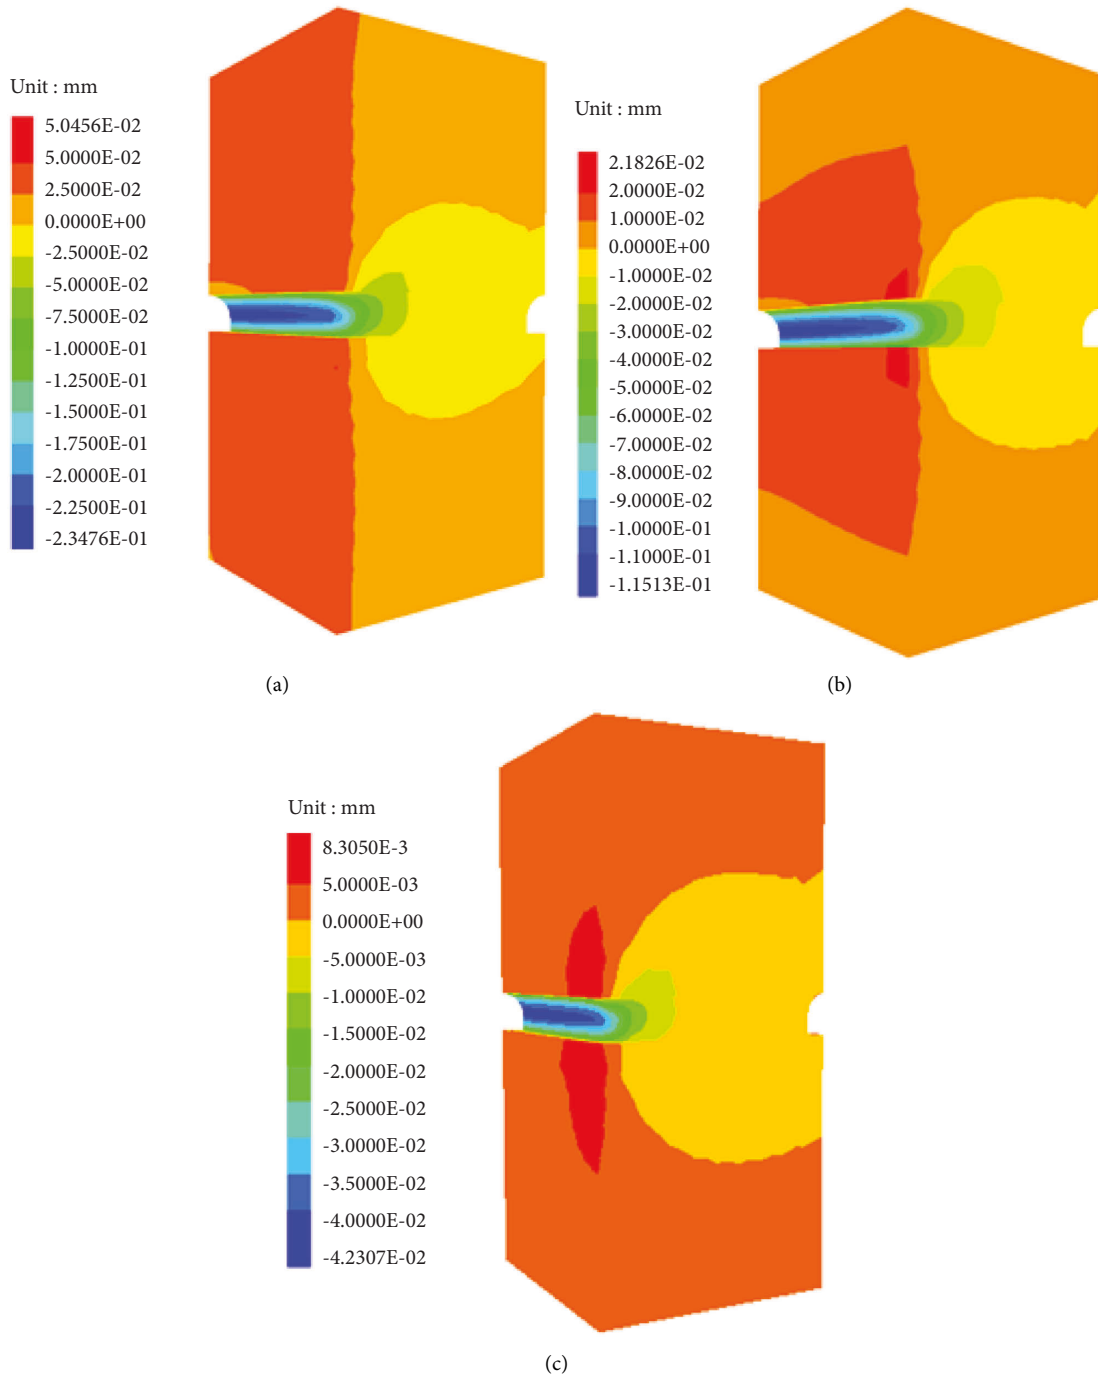 Unit : mm
5.0456E-02
5.0000E-02
2.5000E-02
0.0000E+00
-2.5000E-02
-5.0000E-02
-7.5000E-02
-1.0000E-01
-1.2500E-01
-1.5000E-01
-1.7500E-01
-2.0000E-01
-2.2500E-01
-2.3476E-01
(a)
Unit : mm
2.1826E-02
2.0000E-02
1.0000E-02
0.0000E+00
-1.0000E-02
-2.0000E-02
-3.0000E-02
-4.0000E-02
-5.0000E-02
-6.0000E-02
-7.0000E-02
-8.0000E-02
-9.0000E-02
-1.0000E-01
-1.1000E-01
-1.1513E-01
(b)
Unit : mm
8.3050E-3
5.0000E-03
0.0000E+00
-5.0000E-03
-1.0000E-02
-1.5000E-02
-2.0000E-02
-2.5000E-02
-3.0000E-02
-3.5000E-02
-4.0000E-02
-4.2307E-02
(c)